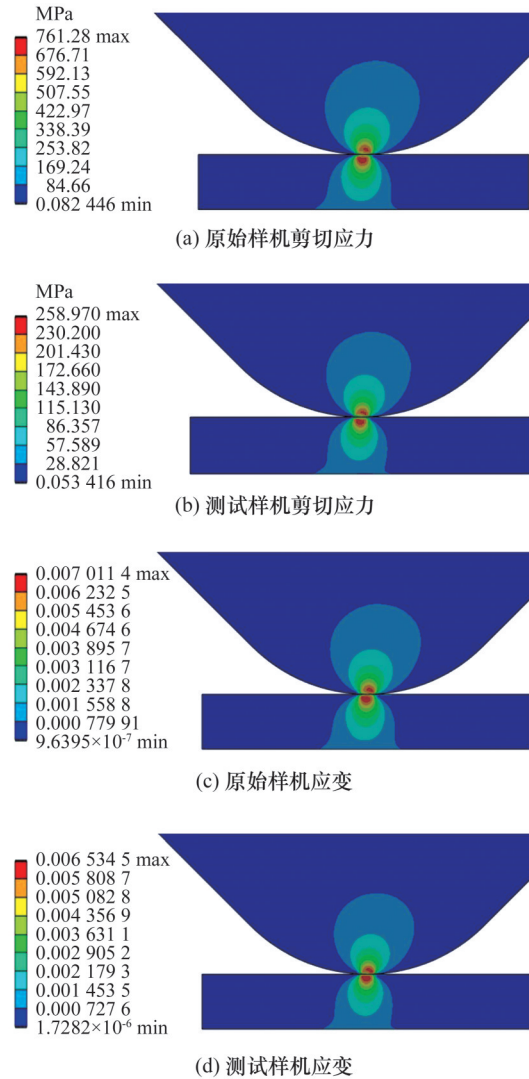 MPa
761.28 max
676.71
592.13
507.55
422.97
338.39
253.82
169.24
84.66
0.082 446 min
(a) 原始样机剪切应力
MPa
258.970 max
230.200
201.430
172.660
143.890
115.130
86.357
57.589
28.821
0.053 416 min
(b) 测试样机剪切应力
0.007 011 4 max
0.006 232 5
0.005 453 6
0.004 674 6
0.003 895 7
0.003 116 7
0.002 337 8
0.001 558 8
0.000 779 91
9.6395×10⁻⁷ min
(c) 原始样机应变
0.006 534 5 max
0.005 808 7
0.005 082 8
0.004 356 9
0.003 631 1
0.002 905 2
0.002 179 3
0.001 453 5
0.000 727 6
1.7282×10⁻⁶ min
(d) 测试样机应变